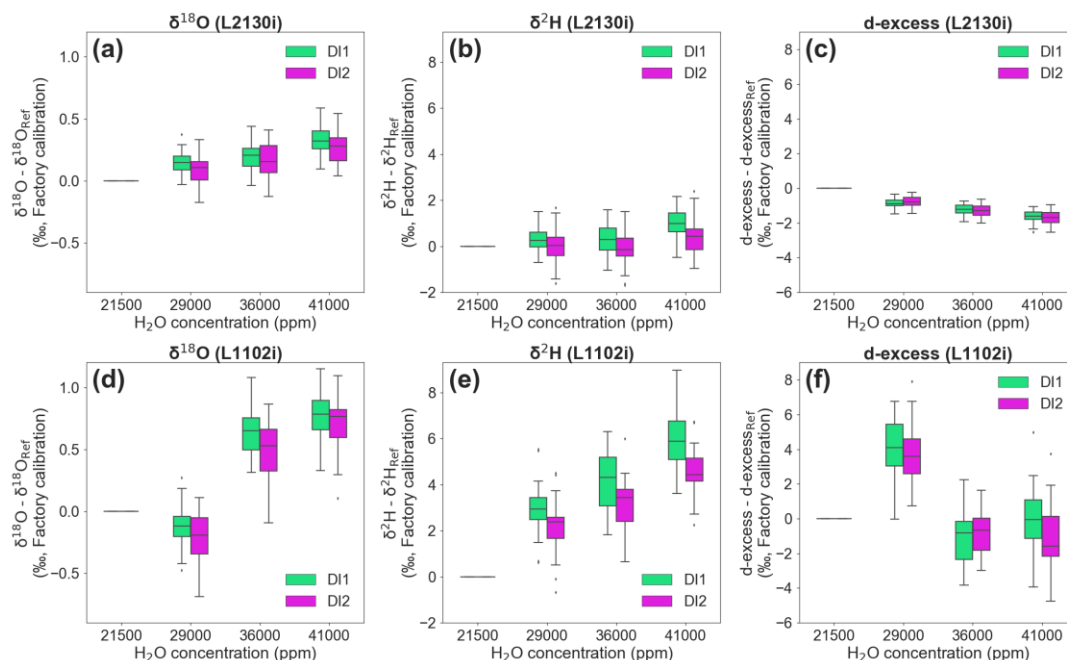 δ¹⁸O (L2130i)
(a)
DI1
DI2
1.0
0.5
0.0
−0.5
δ¹⁸O - δ¹⁸O_Ref
(‰, Factory calibration)
21500 29000 36000 41000
H₂O concentration (ppm)
δ²H (L2130i)
(b)
DI1
DI2
8
6
4
2
0
−2
δ²H - δ²H_Ref
(‰, Factory calibration)
21500 29000 36000 41000
H₂O concentration (ppm)
d-excess (L2130i)
(c)
DI1
DI2
8
6
4
2
0
−2
−4
−6
d-excess - d-excess_Ref
(‰, Factory calibration)
21500 29000 36000 41000
H₂O concentration (ppm)
δ¹⁸O (L1102i)
(d)
1.0
0.5
0.0
−0.5
δ¹⁸O - δ¹⁸O_Ref
(‰, Factory calibration)
DI1
DI2
21500 29000 36000 41000
H₂O concentration (ppm)
δ²H (L1102i)
(e)
8
6
4
2
0
−2
δ²H - δ²H_Ref
(‰, Factory calibration)
DI1
DI2
21500 29000 36000 41000
H₂O concentration (ppm)
d-excess (L1102i)
(f)
DI1
DI2
8
6
4
2
0
−2
−4
−6
d-excess - d-excess_Ref
(‰, Factory calibration)
21500 29000 36000 41000
H₂O concentration (ppm)